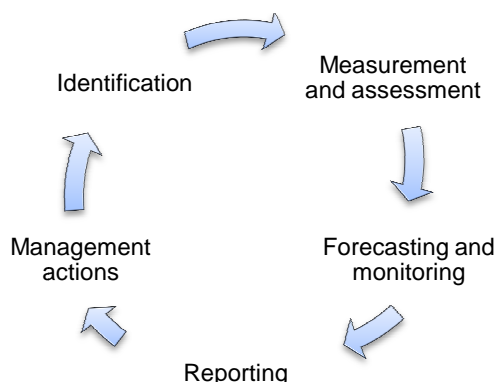 Identification
Measurement
and assessment
Forecasting and
monitoring
Reporting
Management
actions